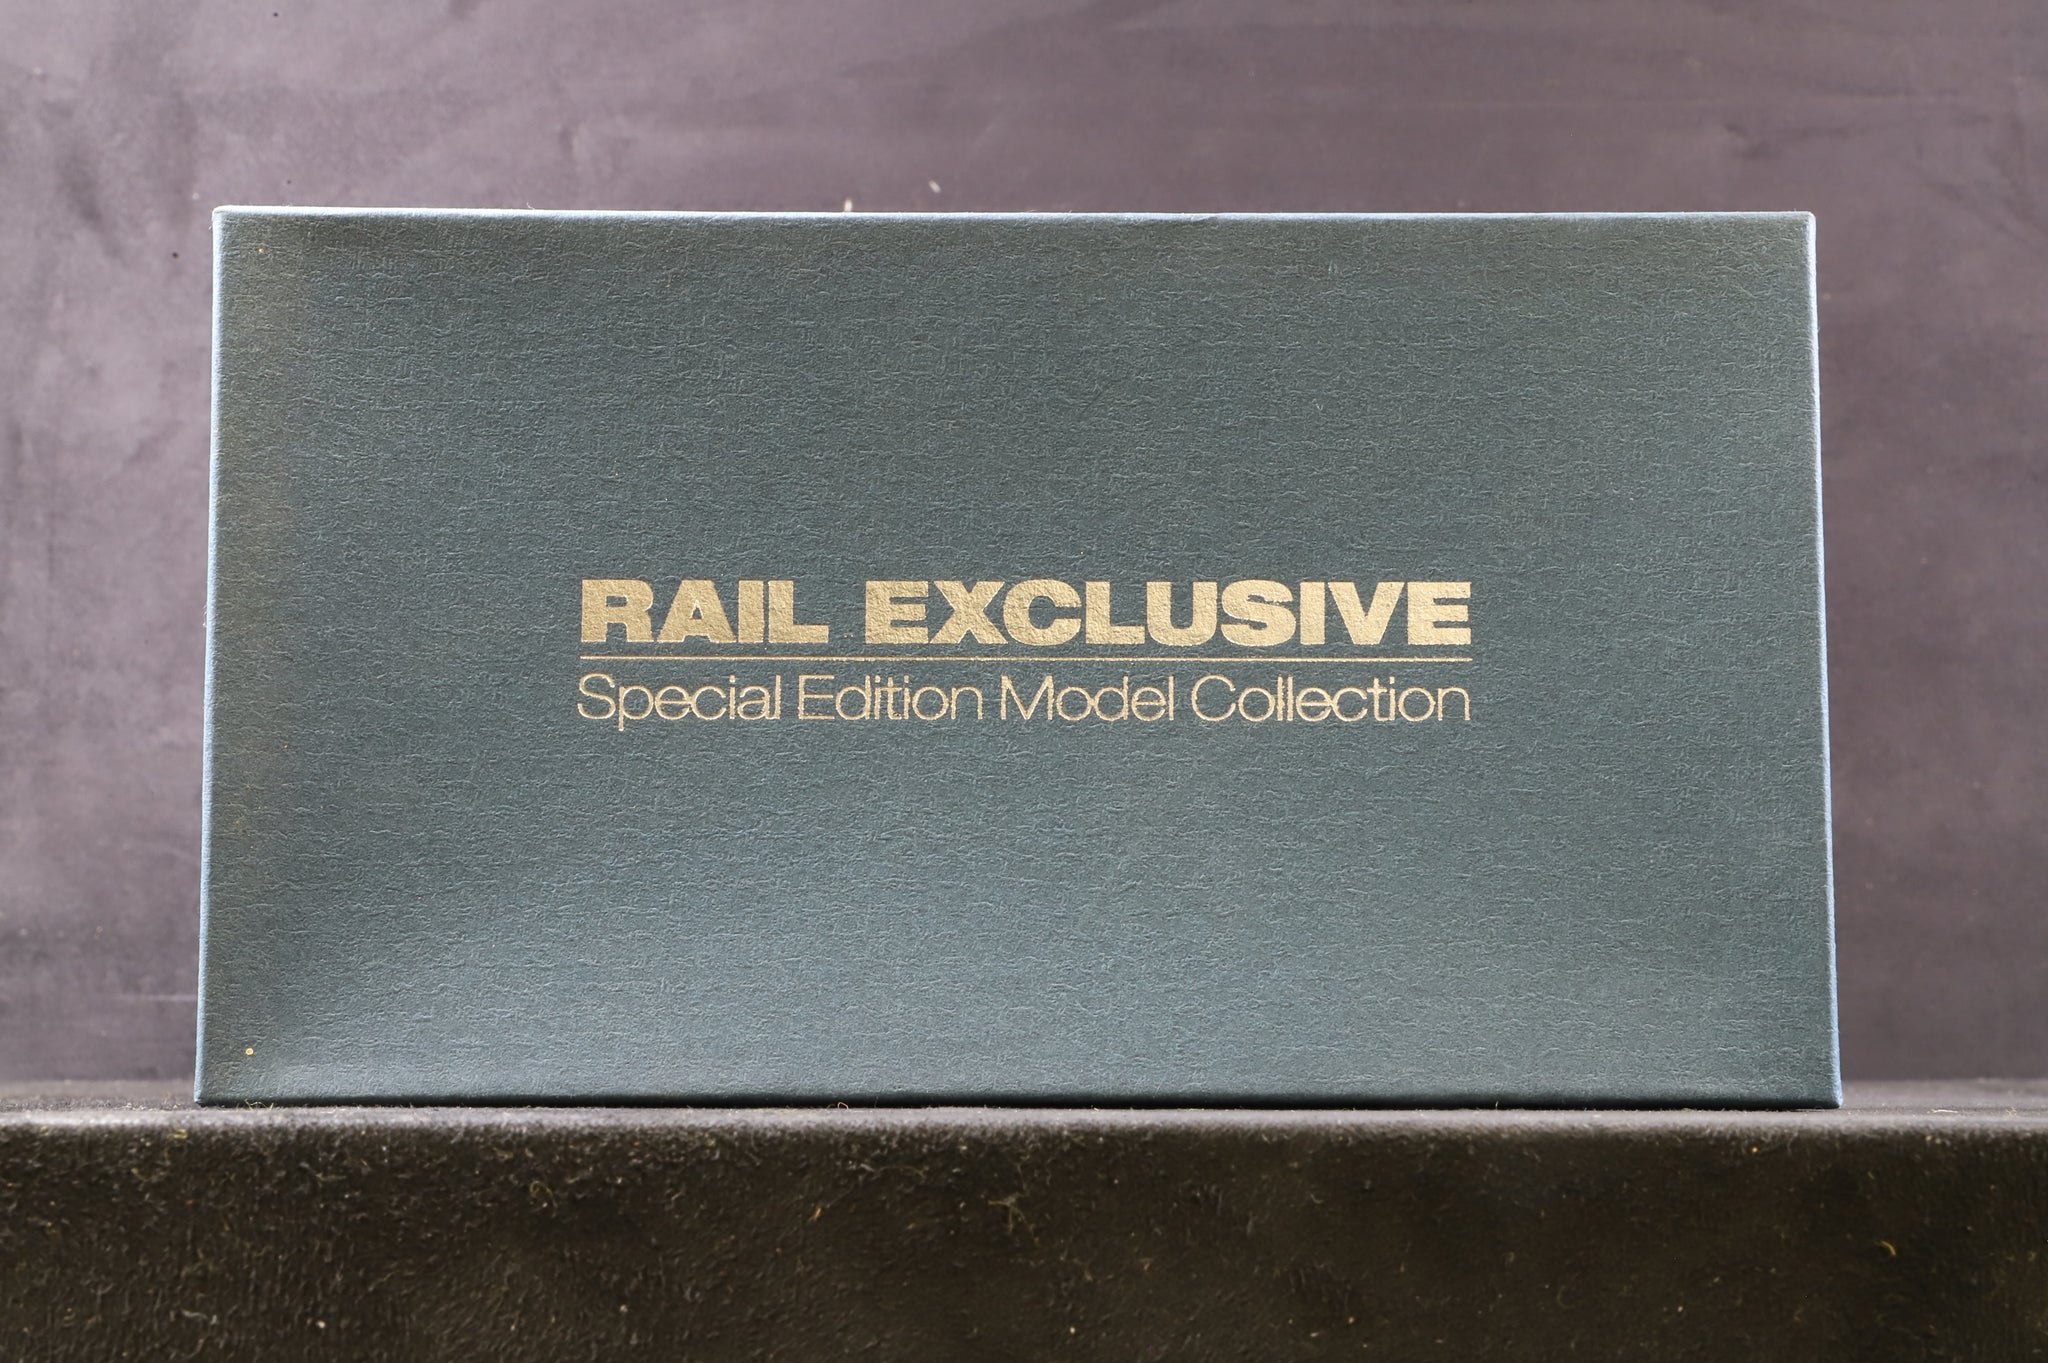 RAIL EXCLUSIVE
Special Edition Model Collection